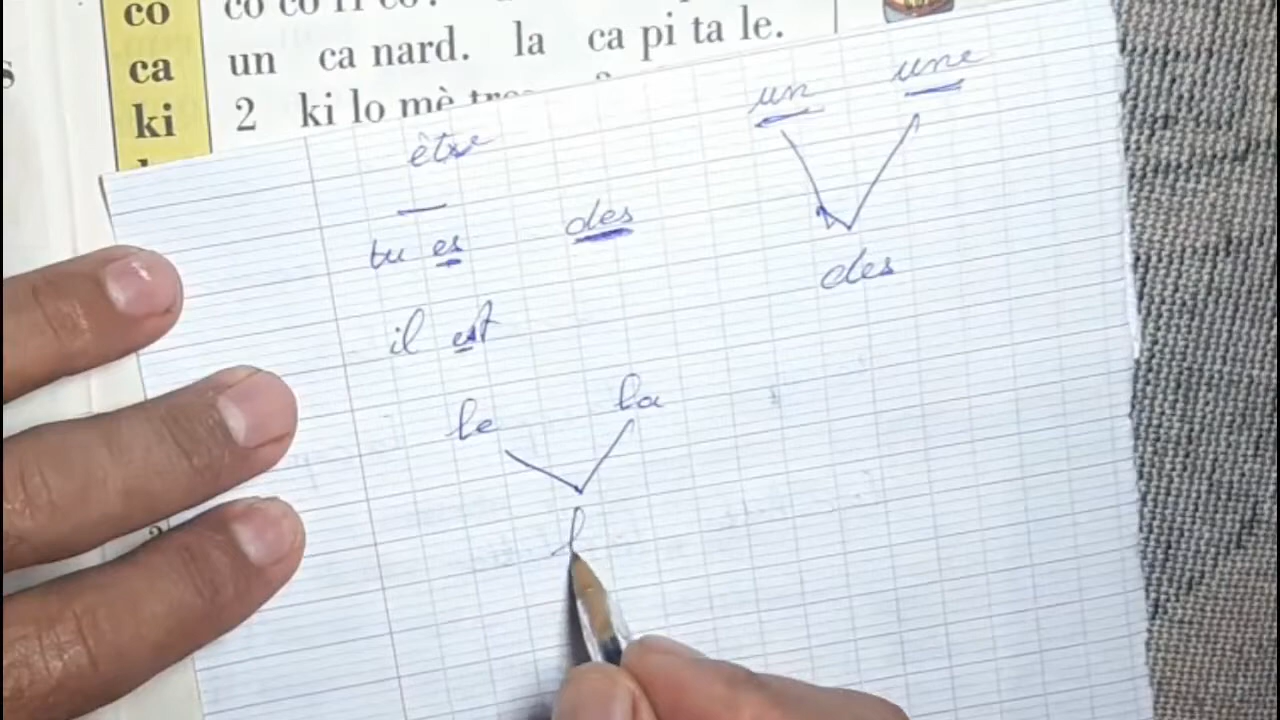 co
ca
ki
co co ri co
un ca nard. la ca pi ta le.
2 ki lo mè tres
être
un une
tu es des
des
il est
le la
l